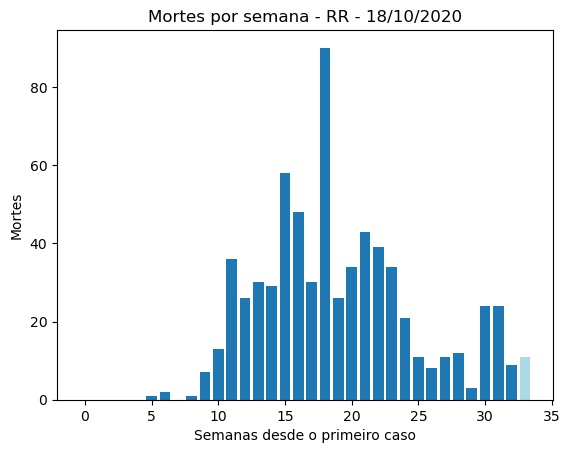 Mortes por semana - RR - 18/10/2020
Mortes
80
60
40
20
0
0 5 10 15 20 25 30 35
Semanas desde o primeiro caso